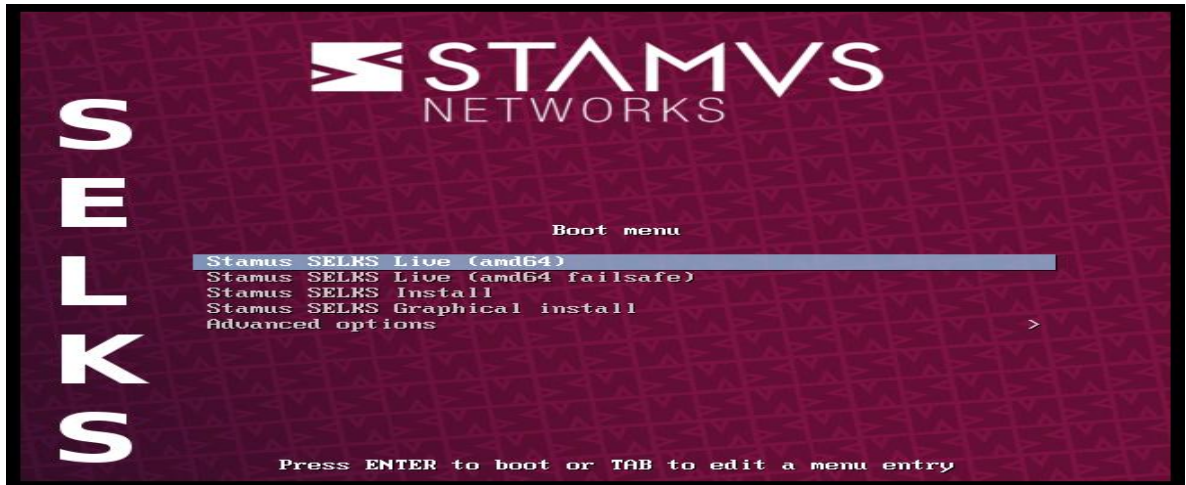 STAMVS
NETWORKS
SELKS
Boot menu
Stamus SELKS Live (amd64)
Stamus SELKS Live (amd64 failsafe)
Stamus SELKS Install
Stamus SELKS Graphical install
Advanced options >
Press ENTER to boot or TAB to edit a menu entry